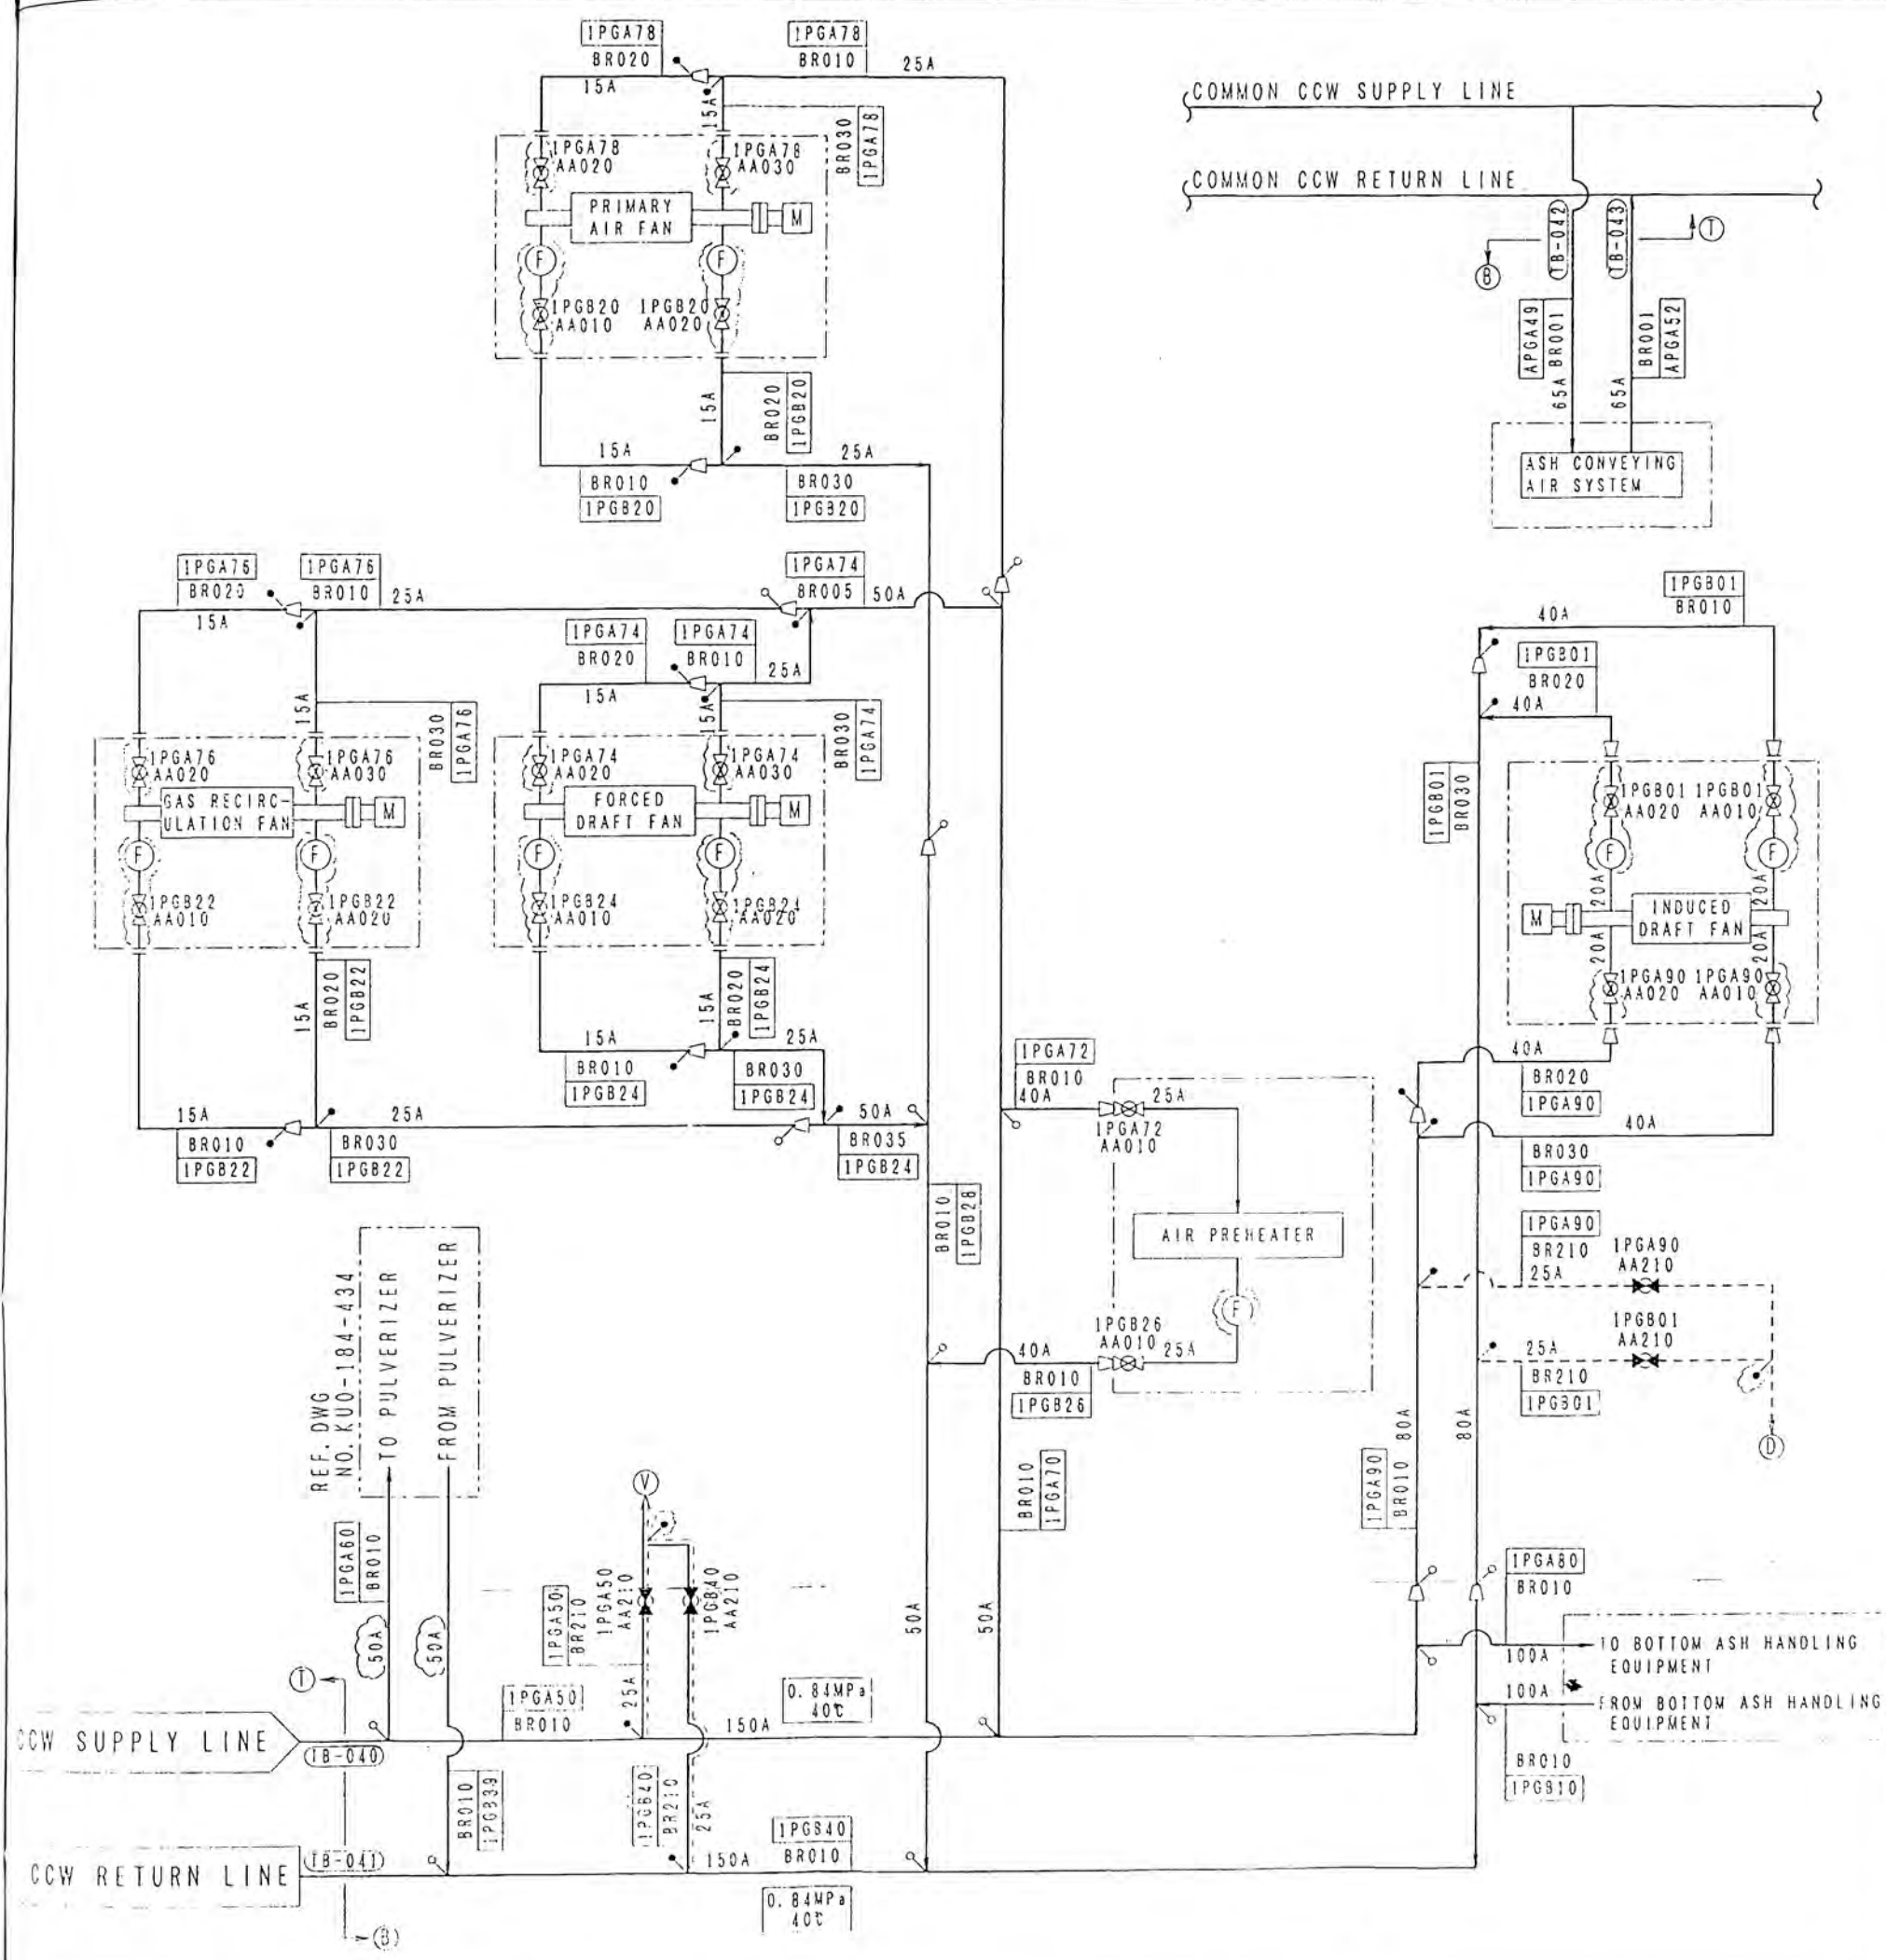 1PGA78
BR020
15A
1PGA78
BR010
25A
15A
BR030
1PGA78
1PGA78
AA020
1PGA78
AA030
PRIMARY
AIR FAN
M
F
F
1PGB20
AA010
1PGB20
AA020
15A
BR020
1PGB20
15A
BR010
1PGB20
25A
BR030
1PGB20
COMMON CCW SUPPLY LINE
COMMON CCW RETURN LINE
TB-042
TB-043
B
T
APGA49
BR001
65A
BR001
APGA52
65A
ASH CONVEYING
AIR SYSTEM
1PGA76
BR020
15A
1PGA76
BR010
25A
1PGA74
BR005
50A
1PGA74
BR020
15A
1PGA74
BR010
25A
15A
BR030
1PGA76
15A
BR030
1PGA74
1PGA76
AA020
1PGA76
AA030
GAS RECIRC-
ULATION FAN
M
F
F
1PGB22
AA010
1PGB22
AA020
1PGA74
AA020
1PGA74
AA030
FORCED
DRAFT FAN
M
F
F
1PGB24
AA010
1PGB24
AA020
15A
BR020
1PGB22
15A
BR020
1PGB24
15A
BR010
1PGB24
25A
BR030
1PGB24
15A
BR010
1PGB22
25A
BR030
1PGB22
50A
BR035
1PGB24
1PGB01
BR010
40A
1PGB01
BR020
40A
1PGB01
BR030
1PGB01
AA020
1PGB01
AA010
F
F
20A
20A
M
INDUCED
DRAFT FAN
20A
20A
1PGA90
AA020
1PGA90
AA010
40A
BR020
1PGA90
40A
BR030
1PGA90
1PGA72
BR010
40A
25A
1PGA72
AA010
AIR PREHEATER
F
1PGB26
AA010
25A
40A
BR010
1PGB26
BR010
1PGB28
1PGA90
BR210
25A
1PGA90
AA210
1PGB01
AA210
25A
BR210
1PGB01
D
80A
80A
1PGA90
BR010
BR010
1PGA70
50A
50A
REF. DWG
NO. KUO-184-434
TO PULVERIZER
FROM PULVERIZER
1PGA60
BR010
50A
50A
V
1PGA50
BR210
1PGA50
AA210
1PGB40
AA210
25A
T
1PGA50
BR010
150A
0.84MPa
40℃
CCW SUPPLY LINE
TB-040
BR010
1PGB39
1PGB40
BR210
25A
1PGB40
BR010
150A
0.84MPa
40℃
CCW RETURN LINE
TB-041
B
1PGA80
BR010
100A
TO BOTTOM ASH HANDLING
EQUIPMENT
100A
FROM BOTTOM ASH HANDLING
EQUIPMENT
BR010
1PGB10